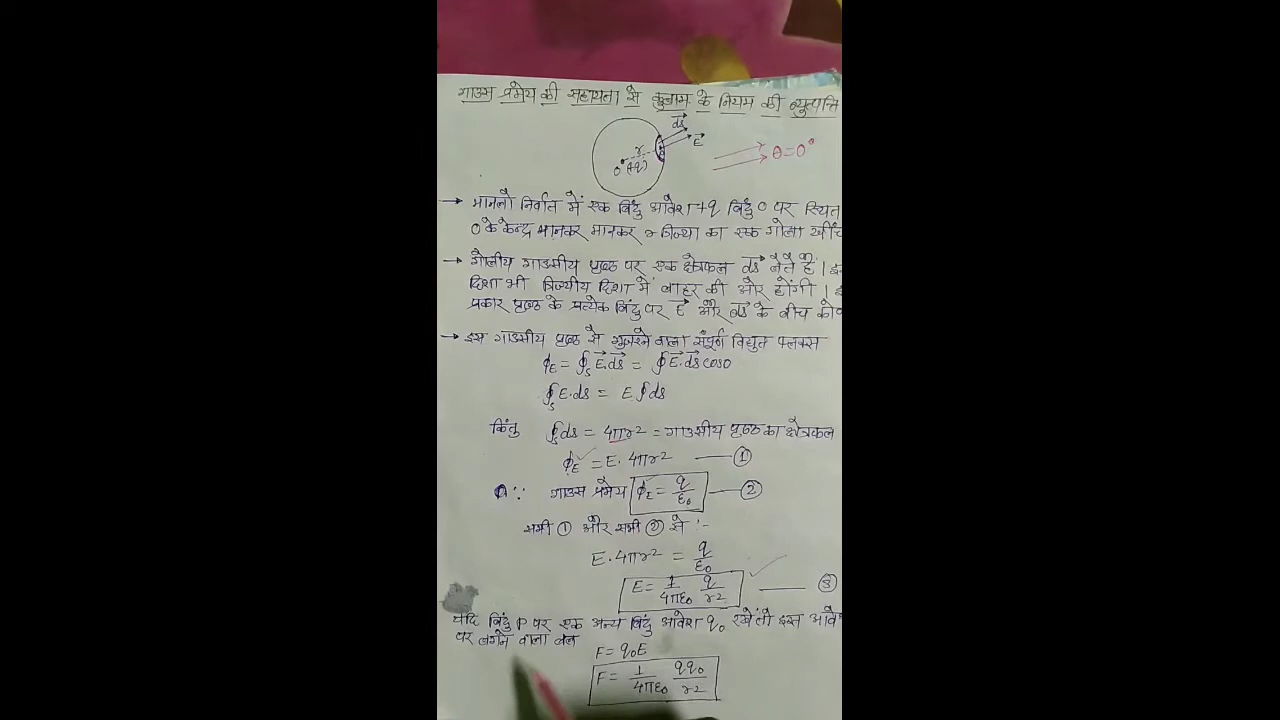 गाउस प्रमेय की सहायता से कुलाम के नियम की व्युत्पत्ति
ds→
E→
r
O (+q)
θ=0°
→ मानलो निर्वात में एक बिंदु आवेश +q बिंदु O पर स्थित
O के केन्द्र मानकर मानकर r त्रिज्या का एक गोला खींच
→ गोलीय गाउसीय पृष्ठ पर एक क्षेत्रफल ds→ लेते हैं। इस
दिशा भी त्रिज्यीय दिशा में बाहर की ओर होंगी।
प्रकार पृष्ठ के प्रत्येक बिंदु पर E→ और ds→ के बीच को
→ इस गाउसीय पृष्ठ से गुजरने वाला संपूर्ण विद्युत फ्लक्स
ϕE = ∮s E→.ds→ = ∮E→.ds→ cos0
∮s E.ds = E∮ds
किंतु ∮s ds = 4πr2 = गाउसीय पृष्ठ का क्षेत्रफल
ϕE = E.4πr2 —— ①
∵ गाउस प्रमेय ϕE = q/ε0 —— ②
समी ① और समी ② से :-
E.4πr2 = q/ε0
E = 1/4πε0 q/r2 —— ③
यदि बिंदु P पर एक अन्य बिंदु आवेश q0 रखें तो इस आवे
पर लगने वाला बल
F = q0E
F = 1/4πε0 qq0/r2